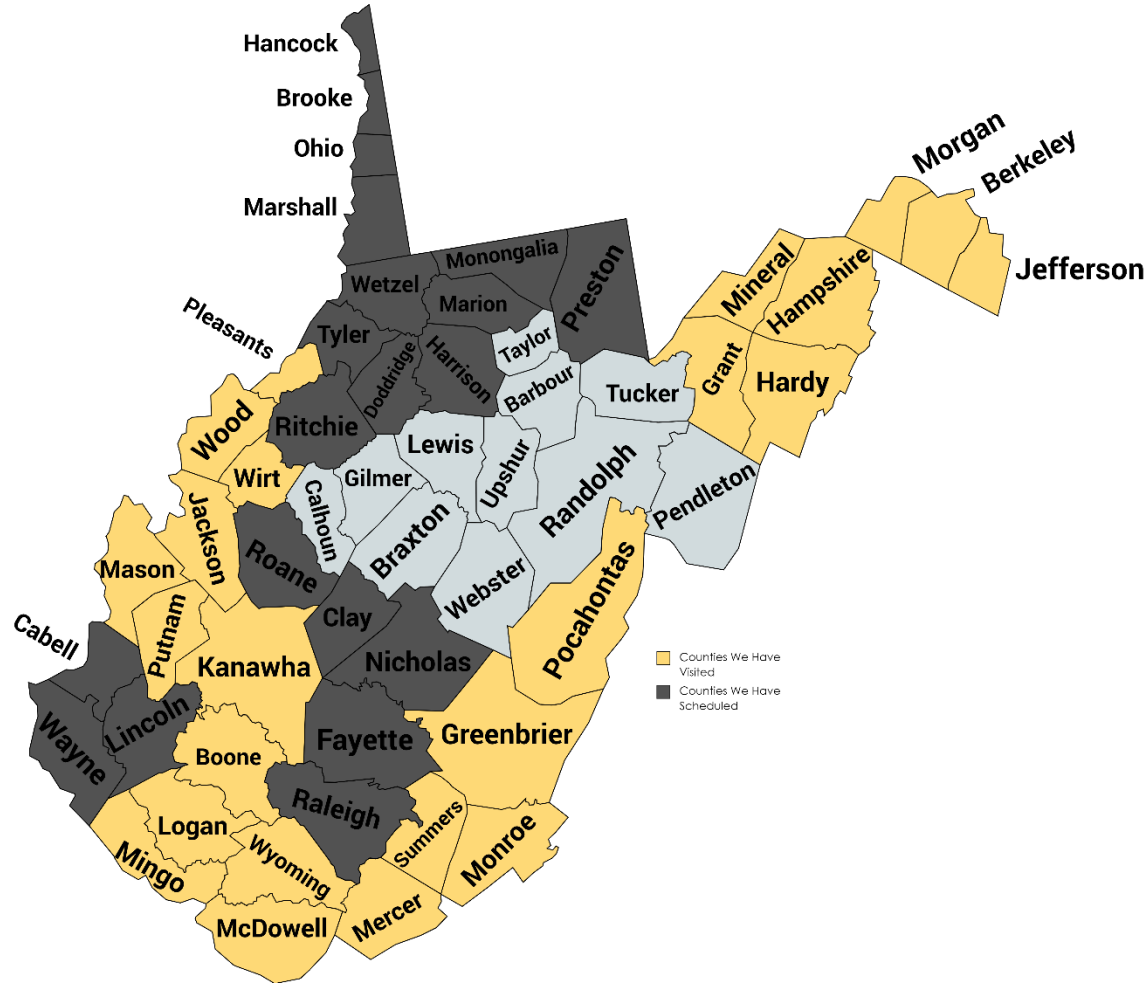 Hancock
Brooke
Ohio
Marshall
Morgan
Berkeley
Jefferson
Monongalia
Preston
Wetzel
Marion
Mineral
Hampshire
Pleasants
Tyler
Doddridge
Harrison
Taylor
Barbour
Tucker
Grant
Hardy
Wood
Ritchie
Wirt
Calhoun
Gilmer
Lewis
Upshur
Randolph
Pendleton
Jackson
Roane
Braxton
Webster
Mason
Clay
Pocahontas
Cabell
Putnam
Kanawha
Nicholas
Counties We Have
Visited
Counties We Have
Scheduled
Wayne
Lincoln
Boone
Fayette
Greenbrier
Raleigh
Logan
Summers
Monroe
Mingo
Wyoming
Mercer
McDowell